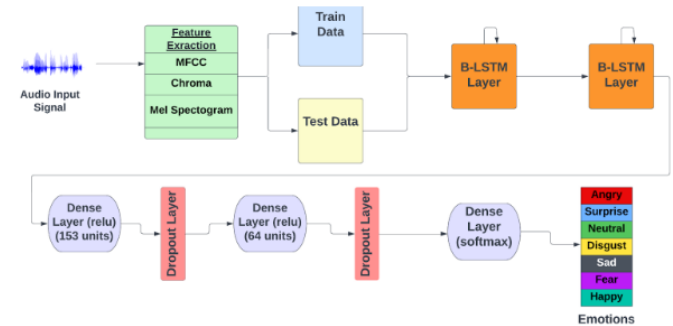 Audio Input
Signal
Feature
Exraction
MFCC
Chroma
Mel Spectogram
Train
Data
Test Data
B-LSTM
Layer
B-LSTM
Layer
Dense
Layer (relu)
(153 units)
Dropout Layer
Dense
Layer (relu)
(64 units)
Dropout Layer
Dense
Layer
(softmax)
Angry
Surprise
Neutral
Disgust
Sad
Fear
Happy
Emotions